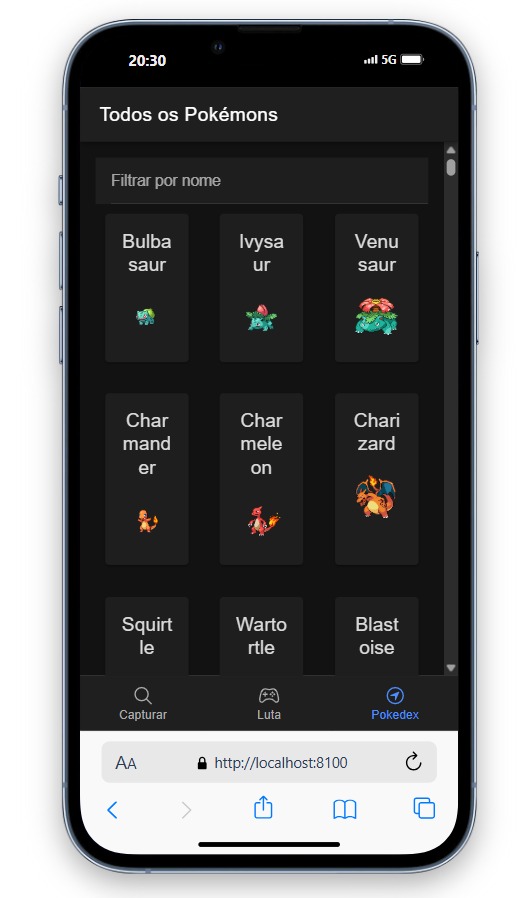 20:30
5G
Todos os Pokémons
Filtrar por nome
Bulba
saur
Ivysa
ur
Venu
saur
Char
mand
er
Char
mele
on
Chari
zard
Squirt
le
Warto
rtle
Blast
oise
Capturar
Luta
Pokedex
AA
http://localhost:8100